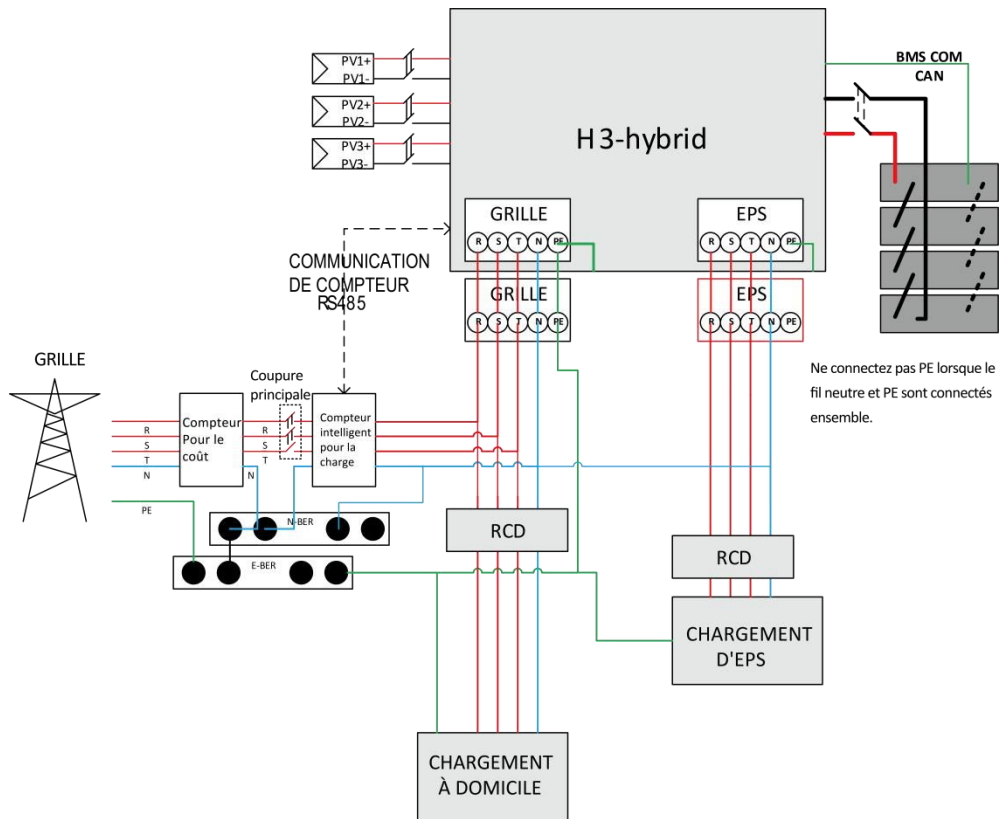 PV1+
PV1-
PV2+
PV2-
PV3+
PV3-
H3-hybrid
BMS COM
CAN
GRILLE
R S T N PE
EPS
R S T N PE
GRILLE
R S T N PE
EPS
R S T N PE
COMMUNICATION
DE COMPTEUR
RS485
Ne connectez pas PE lorsque le
fil neutre et PE sont connectés
ensemble.
GRILLE
R
S
T
N
PE
Compteur
Pour le
coût
Coupure
principale
R
S
T
N
Compteur
intelligent
pour la
charge
N-BER
E-BER
RCD
RCD
CHARGEMENT
D'EPS
CHARGEMENT
À DOMICILE